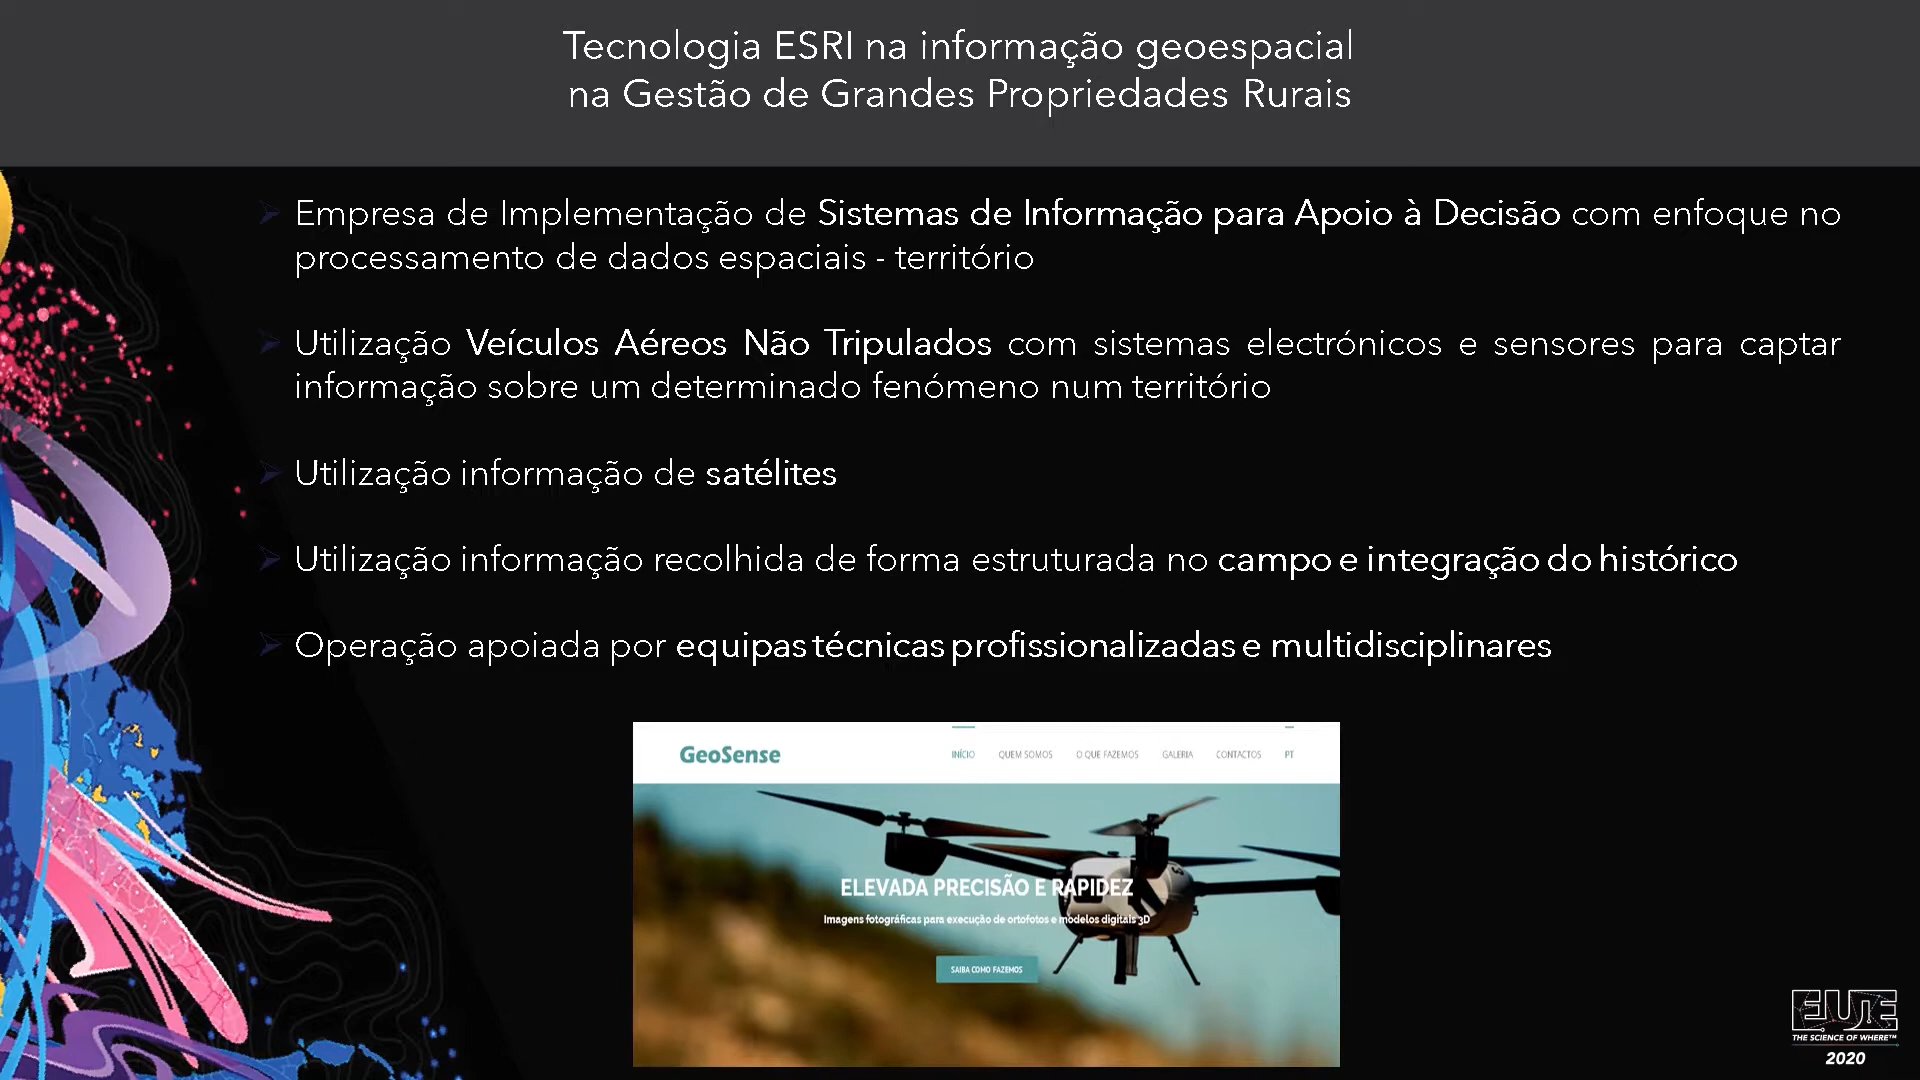 Tecnologia ESRI na informação geoespacial
na Gestão de Grandes Propriedades Rurais
Empresa de Implementação de Sistemas de Informação para Apoio à Decisão com enfoque no
processamento de dados espaciais - território
Utilização Veículos Aéreos Não Tripulados com sistemas electrónicos e sensores para captar
informação sobre um determinado fenómeno num território
Utilização informação de satélites
Utilização informação recolhida de forma estruturada no campo e integração do histórico
Operação apoiada por equipas técnicas profissionalizadas e multidisciplinares
GeoSense
INÍCIO QUEM SOMOS O QUE FAZEMOS GALERIA CONTACTOS PT
ELEVADA PRECISÃO E RAPIDEZ
Imagens fotográficas para execução de ortofotos e modelos digitais 3D
SAIBA COMO FAZEMOS
EUE
THE SCIENCE OF WHERE™
2020